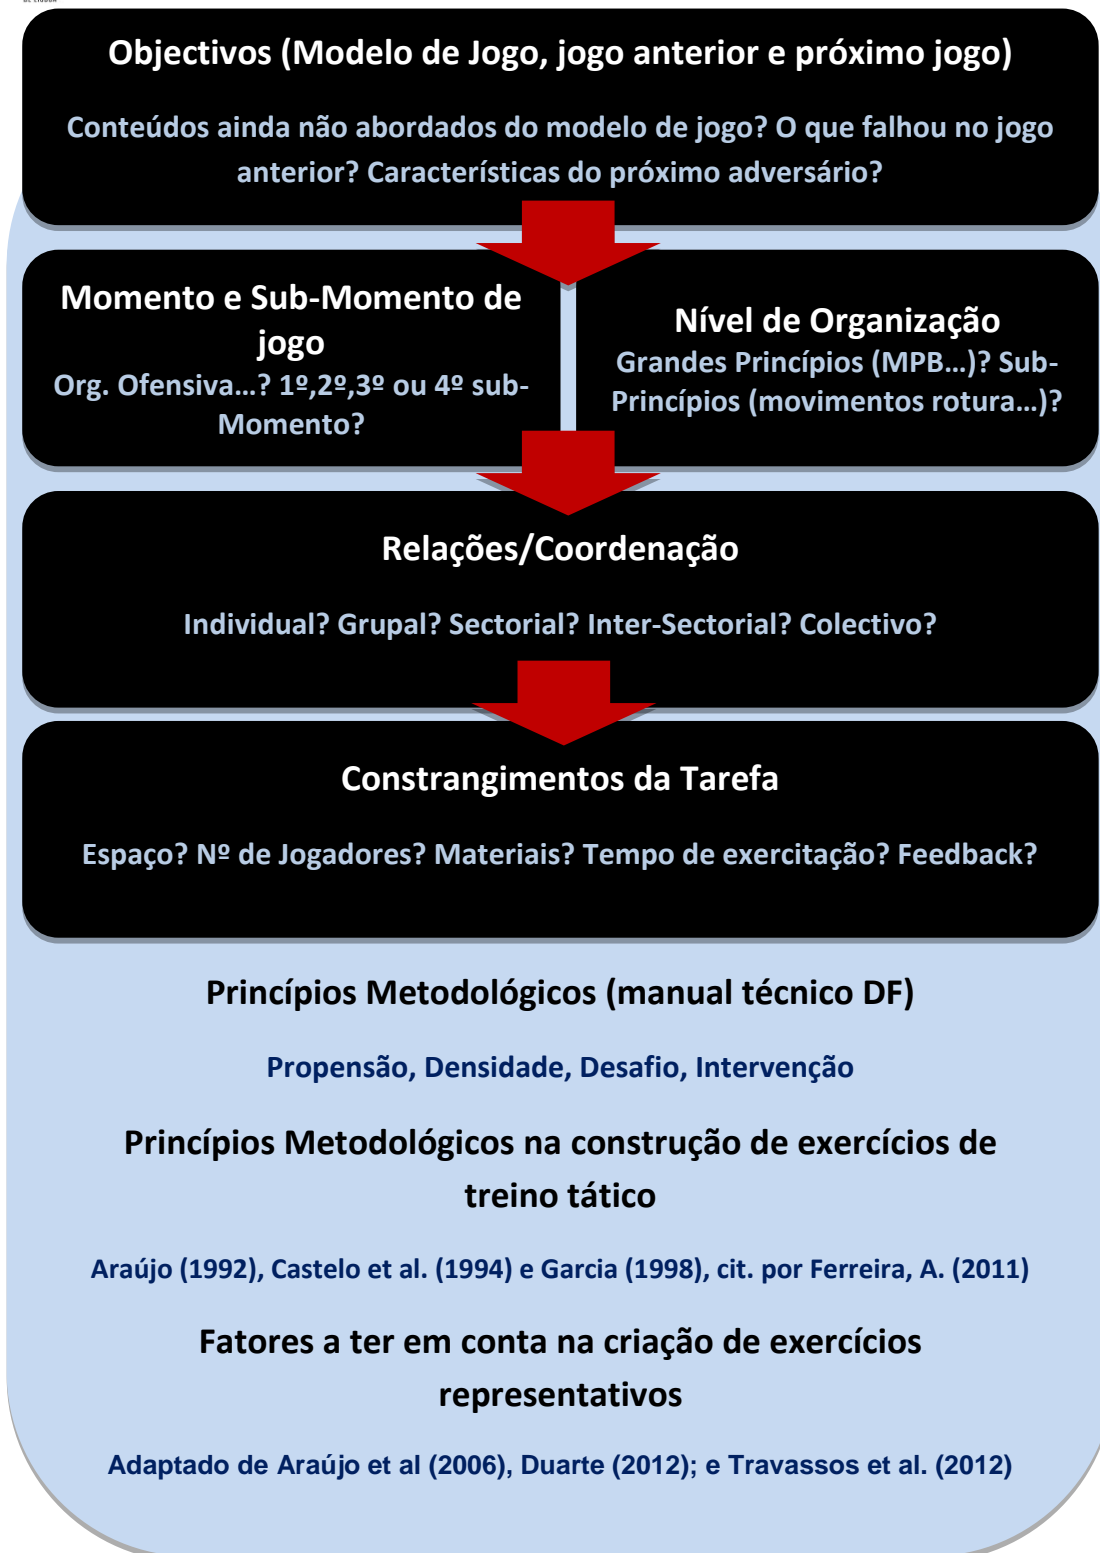 Objectivos (Modelo de Jogo, jogo anterior e próximo jogo)
Conteúdos ainda não abordados do modelo de jogo? O que falhou no jogo
anterior? Características do próximo adversário?
Momento e Sub-Momento de
jogo
Org. Ofensiva...? 1º,2º,3º ou 4º sub-
Momento?
Nível de Organização
Grandes Princípios (MPB...)? Sub-
Princípios (movimentos rotura...)?
Relações/Coordenação
Individual? Grupal? Sectorial? Inter-Sectorial? Colectivo?
Constrangimentos da Tarefa
Espaço? Nº de Jogadores? Materiais? Tempo de exercitação? Feedback?
Princípios Metodológicos (manual técnico DF)
Propensão, Densidade, Desafio, Intervenção
Princípios Metodológicos na construção de exercícios de
treino tático
Araújo (1992), Castelo et al. (1994) e Garcia (1998), cit. por Ferreira, A. (2011)
Fatores a ter em conta na criação de exercícios
representativos
Adaptado de Araújo et al (2006), Duarte (2012); e Travassos et al. (2012)